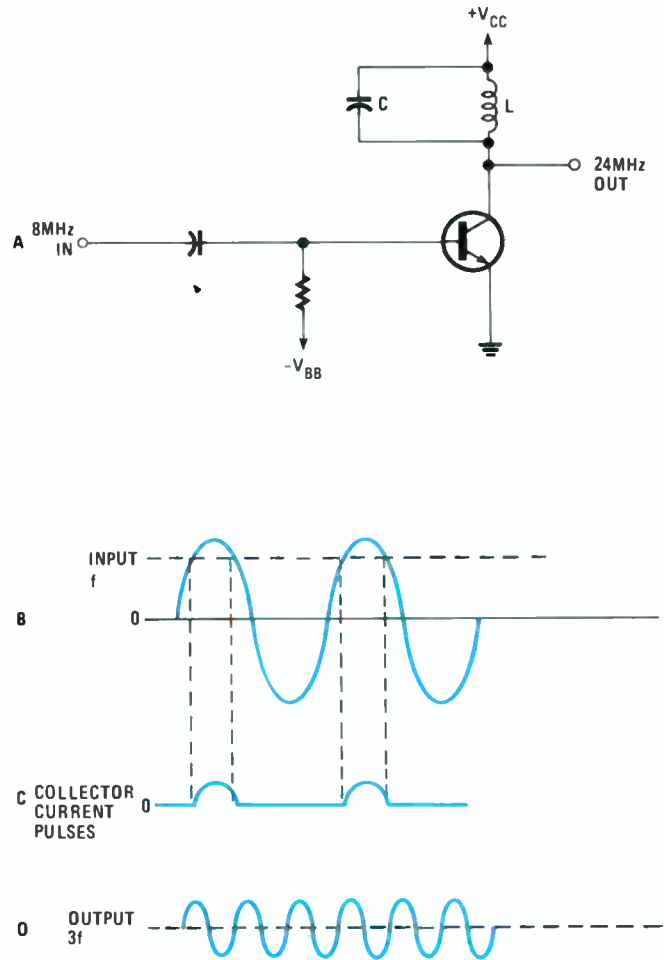 +VCC
C
L
24MHz
OUT
A
8MHz
IN
-VBB
INPUT
f
B
0
C COLLECTOR
CURRENT
PULSES
0
O
OUTPUT
3f